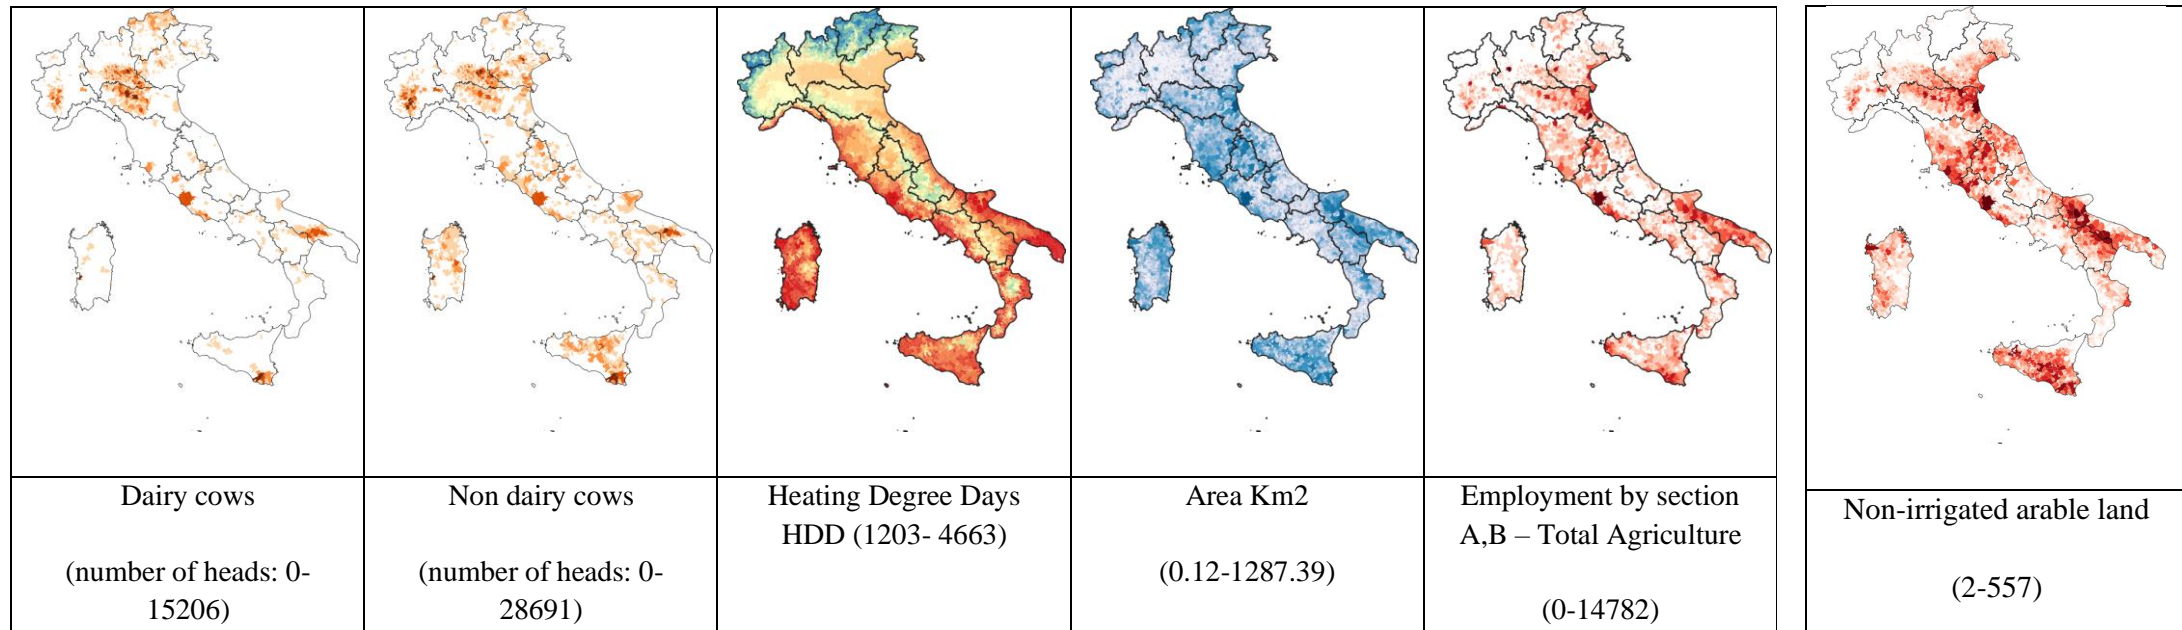 Dairy cows
(number of heads: 0-
15206)
Non dairy cows
(number of heads: 0-
28691)
Heating Degree Days
HDD (1203- 4663)
Area Km2
(0.12-1287.39)
Employment by section
A,B – Total Agriculture
(0-14782)
Non-irrigated arable land
(2-557)